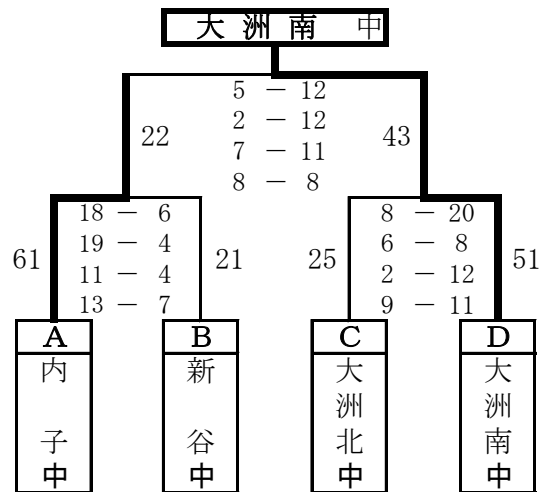 大洲南 中
5 － 12
2 － 12
22 7 － 11 43
8 － 8
18 － 6 8 － 20
19 － 4 6 － 8
61 11 － 4 21 25 2 － 12 51
13 － 7 9 － 11
A B C D
内子中
新谷中
大洲北中
大洲南中